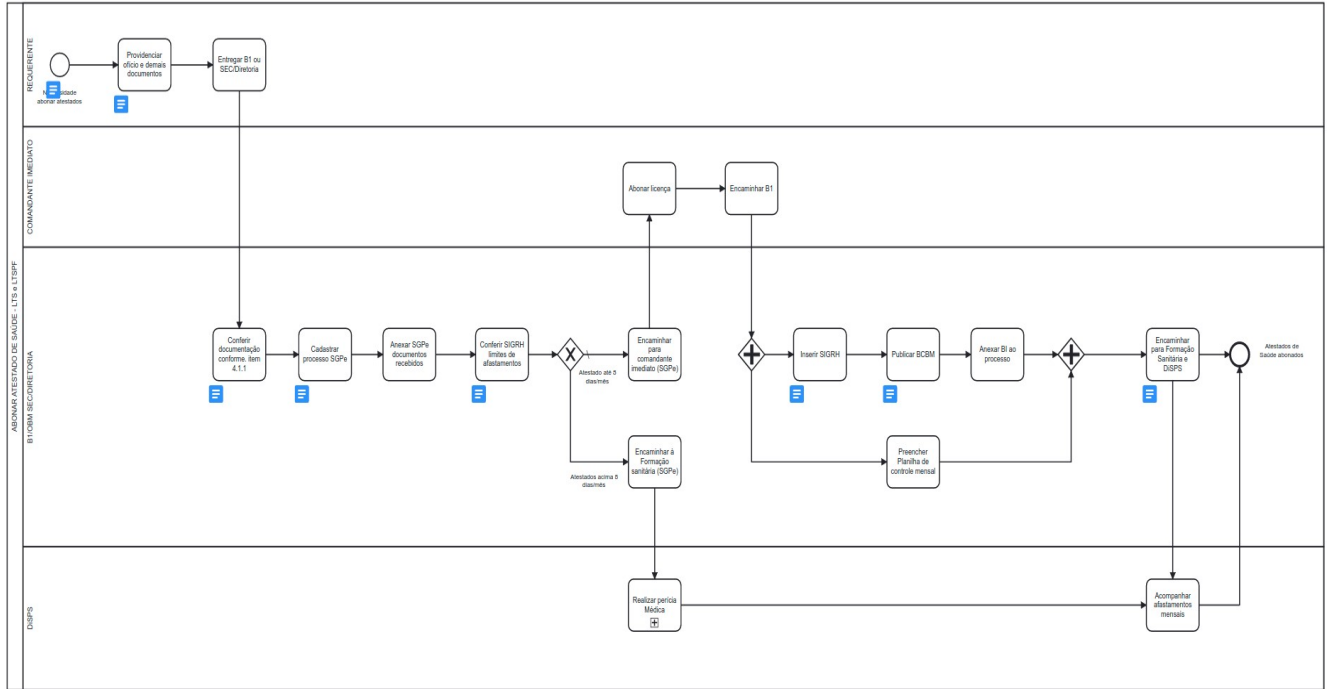 ABONAR ATESTADO DE SAÚDE - LTS e LTSPF
REQUERENTE
abonar atestados
Providenciar
ofício e demais
documentos
Entregar B1 ou
SEC/Diretoria
COMANDANTE IMEDIATO
Abonar licença
Encaminhar B1
B1/OBM SEC/DIRETORIA
Conferir
documentação
conforme. item
4.1.1
Cadastrar
processo SGPe
Anexar SGPe
documentos
recebidos
Conferir SIGRH
limites de
afastamentos
Atestado até 5
dias/mês
Encaminhar
para
comandante
imediato (SGPe)
Atestados acima 5
dias/mês
Encaminhar à
Formação
sanitária (SGPe)
Inserir SIGRH
Publicar BCBM
Anexar BI ao
processo
Preencher
Planilha de
controle mensal
Encaminhar
para Formação
Sanitária e
DiSPS
Atestados de
Saúde abonados
DiSPS
Realizar perícia
Médica
Acompanhar
afastamentos
mensais